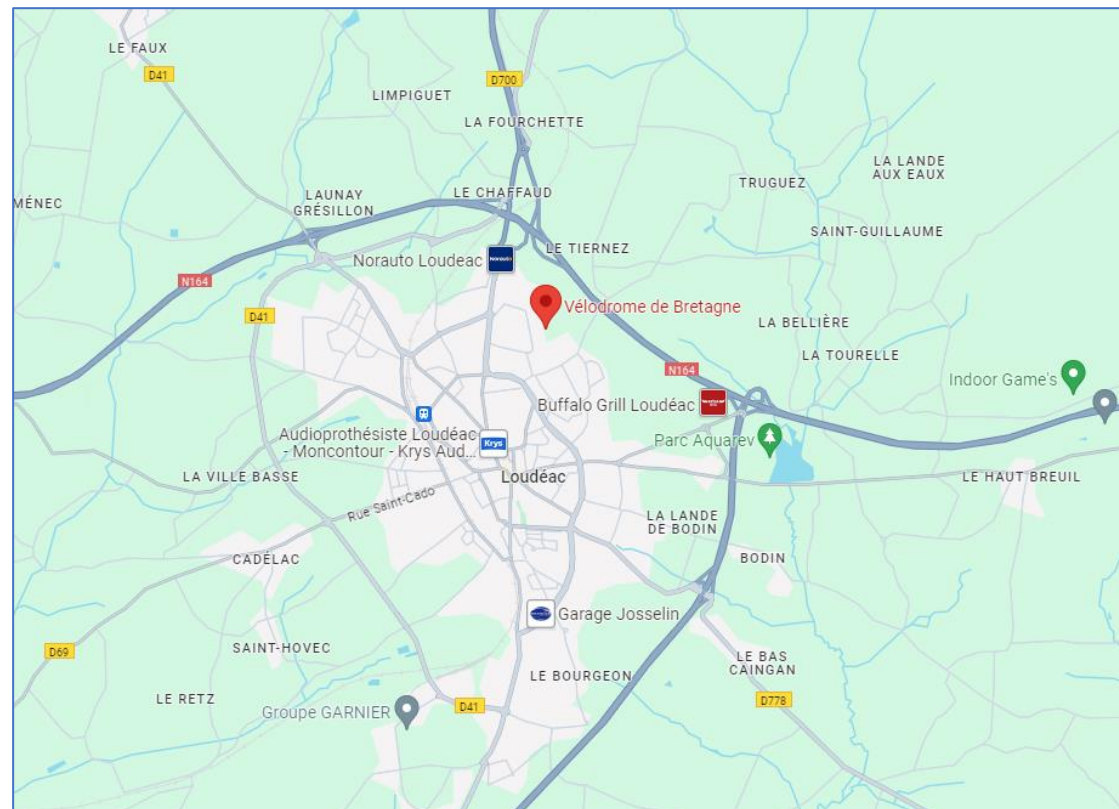 LE FAUX
D41
D700
LIMPIGUET
LA FOURCHETTE
LA LANDE
AUX EAUX
TRUGUEZ
LE CHAFFAUD
LAUNAY
GRÉSILLON
MÉNEC
SAINT-GUILLAUME
LE TIERNEZ
Norauto Loudeac
N164
Vélodrome de Bretagne
D41
LA BELLIÈRE
LA TOURELLE
N164
Indoor Game's
Buffalo Grill Loudéac
Audioprothésiste Loudéac
- Moncontour - Krys Aud...
Krys
Parc Aquarev
LA VILLE BASSE
Loudéac
LE HAUT BREUIL
Rue Saint-Cado
LA LANDE
DE BODIN
CADÉLAC
BODIN
Garage Josselin
SAINT-HOVEC
D69
LE BAS
CAINGAN
LE BOURGEON
LE RETZ
D778
Groupe GARNIER
D41